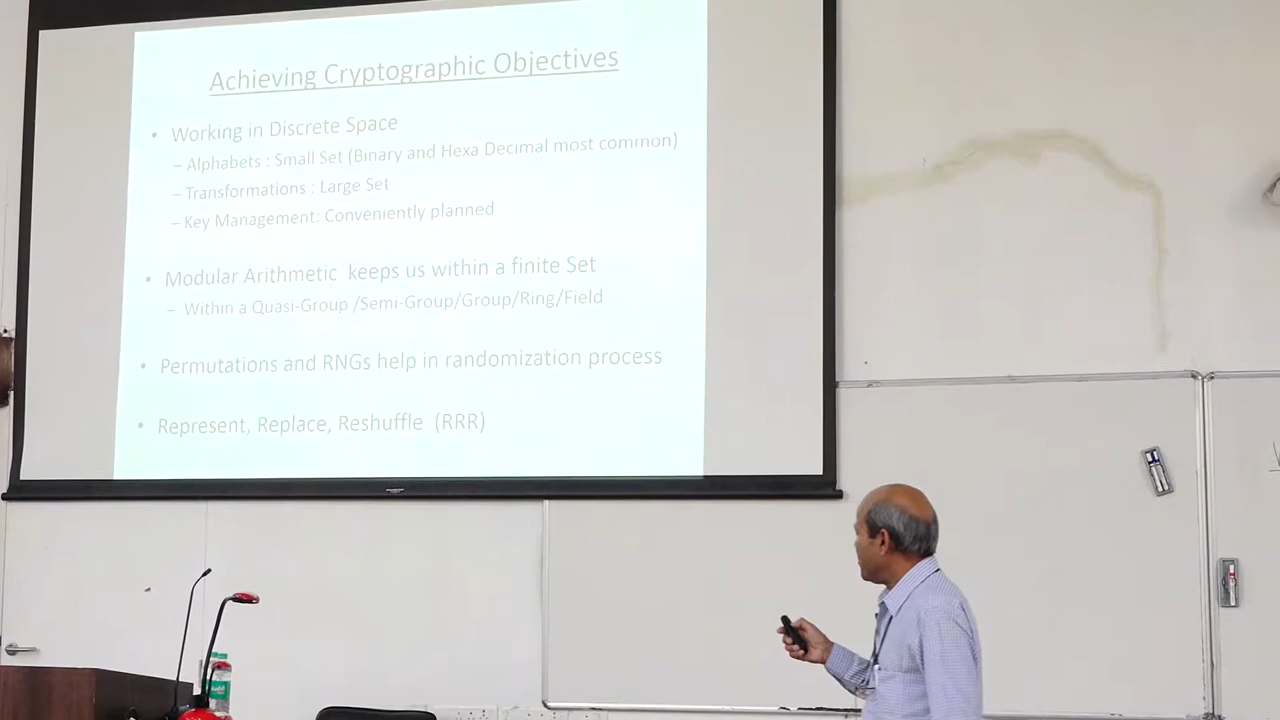 Achieving Cryptographic Objectives
• Working in Discrete Space
– Alphabets : Small Set (Binary and Hexa Decimal most common)
– Transformations : Large Set
– Key Management: Conveniently planned
• Modular Arithmetic keeps us within a finite Set
– Within a Quasi-Group /Semi-Group/Group/Ring/Field
• Permutations and RNGs help in randomization process
• Represent, Replace, Reshuffle (RRR)